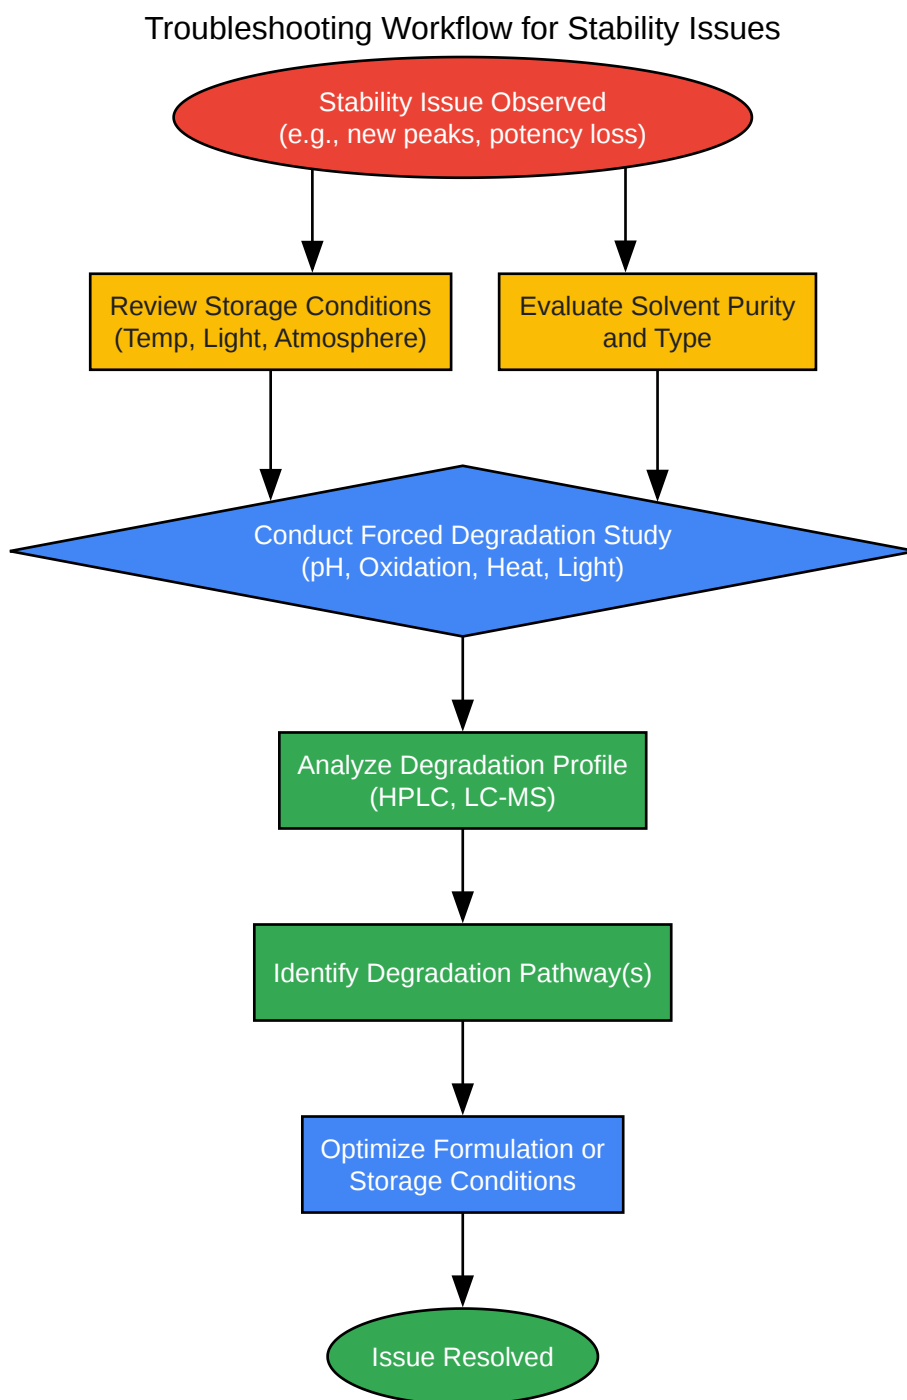 Troubleshooting Workflow for Stability Issues
Stability Issue Observed
(e.g., new peaks, potency loss)
Review Storage Conditions
(Temp, Light, Atmosphere)
Evaluate Solvent Purity
and Type
Conduct Forced Degradation Study
(pH, Oxidation, Heat, Light)
Analyze Degradation Profile
(HPLC, LC-MS)
Identify Degradation Pathway(s)
Optimize Formulation or
Storage Conditions
Issue Resolved